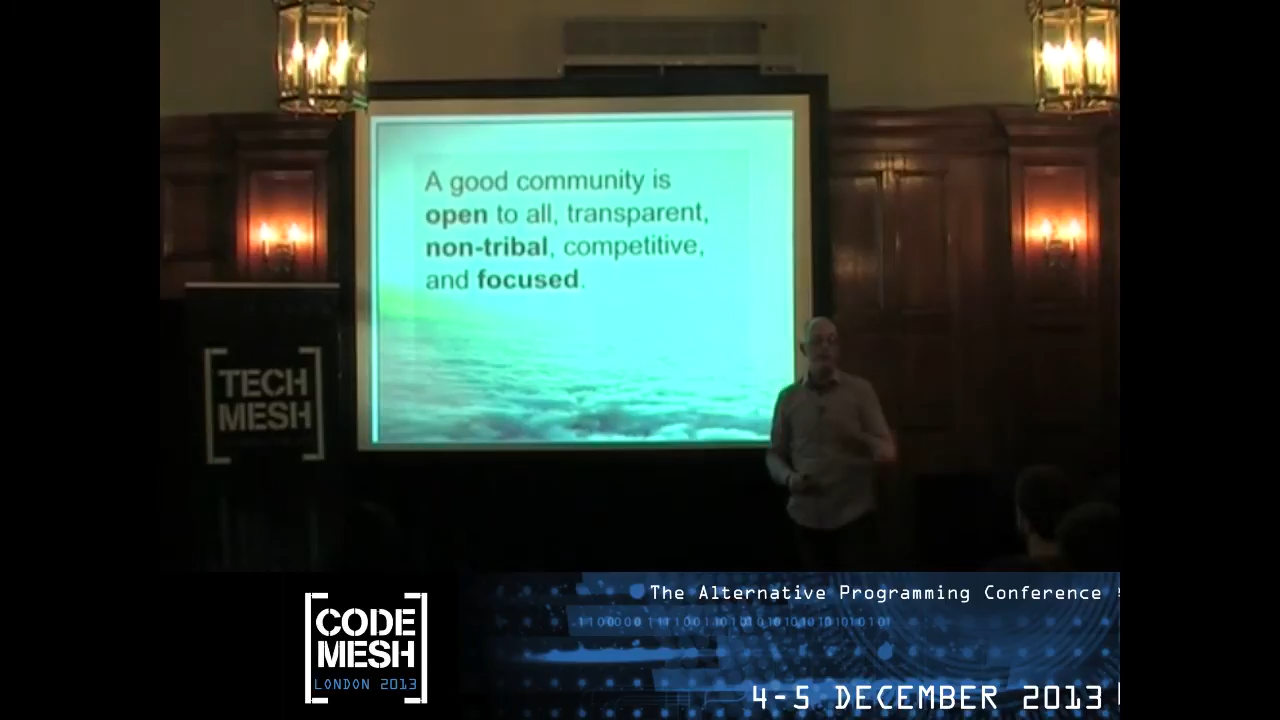 A good community is
open to all, transparent,
non-tribal, competitive,
and focused.
TECH
MESH
CODE
MESH
LONDON 2013
The Alternative Programming Conference
4-5 DECEMBER 2013